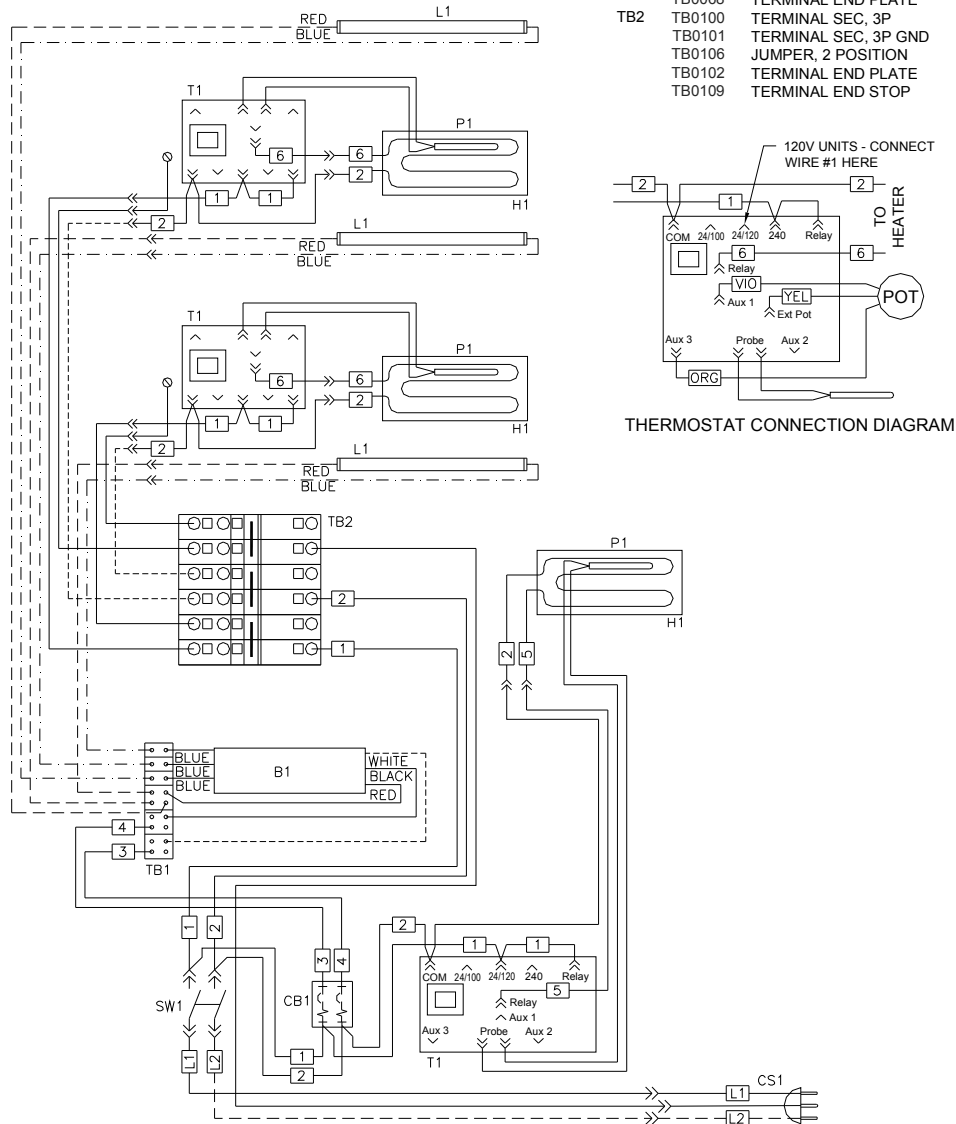 TB0068 TERMINAL END PLATE
TB2 TB0100 TERMINAL SEC, 3P
TB0101 TERMINAL SEC, 3P GND
TB0106 JUMPER, 2 POSITION
TB0102 TERMINAL END PLATE
TB0109 TERMINAL END STOP
L1
RED
BLUE
T1
P1
6
6
2
1
1
2
H1
L1
RED
BLUE
T1
P1
6
6
2
1
1
2
H1
L1
RED
BLUE
120V UNITS - CONNECT
WIRE #1 HERE
2
2
1
TO
HEATER
COM 24/100 24/120 240 Relay
6
6
Relay
VIO
Aux 1
YEL
Ext Pot
POT
Aux 3
Probe
Aux 2
ORG
THERMOSTAT CONNECTION DIAGRAM
TB2
2
1
P1
H1
2
5
BLUE
BLUE
BLUE
B1
WHITE
BLACK
RED
4
3
TB1
1
2
3
4
2
1
1
COM 24/100 24/120 240 Relay
5
Relay
Aux 1
Aux 3
Probe
Aux 2
T1
SW1
CB1
1
2
L1
L2
L1
CS1
L2